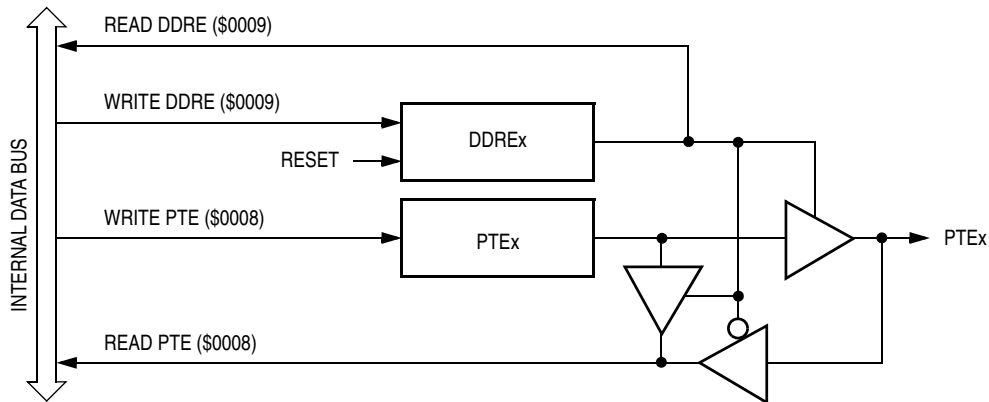 READ DDRE ($0009)
WRITE DDRE ($0009)
DDREx
RESET
WRITE PTE ($0008)
PTEx
PTEx
READ PTE ($0008)
INTERNAL DATA BUS